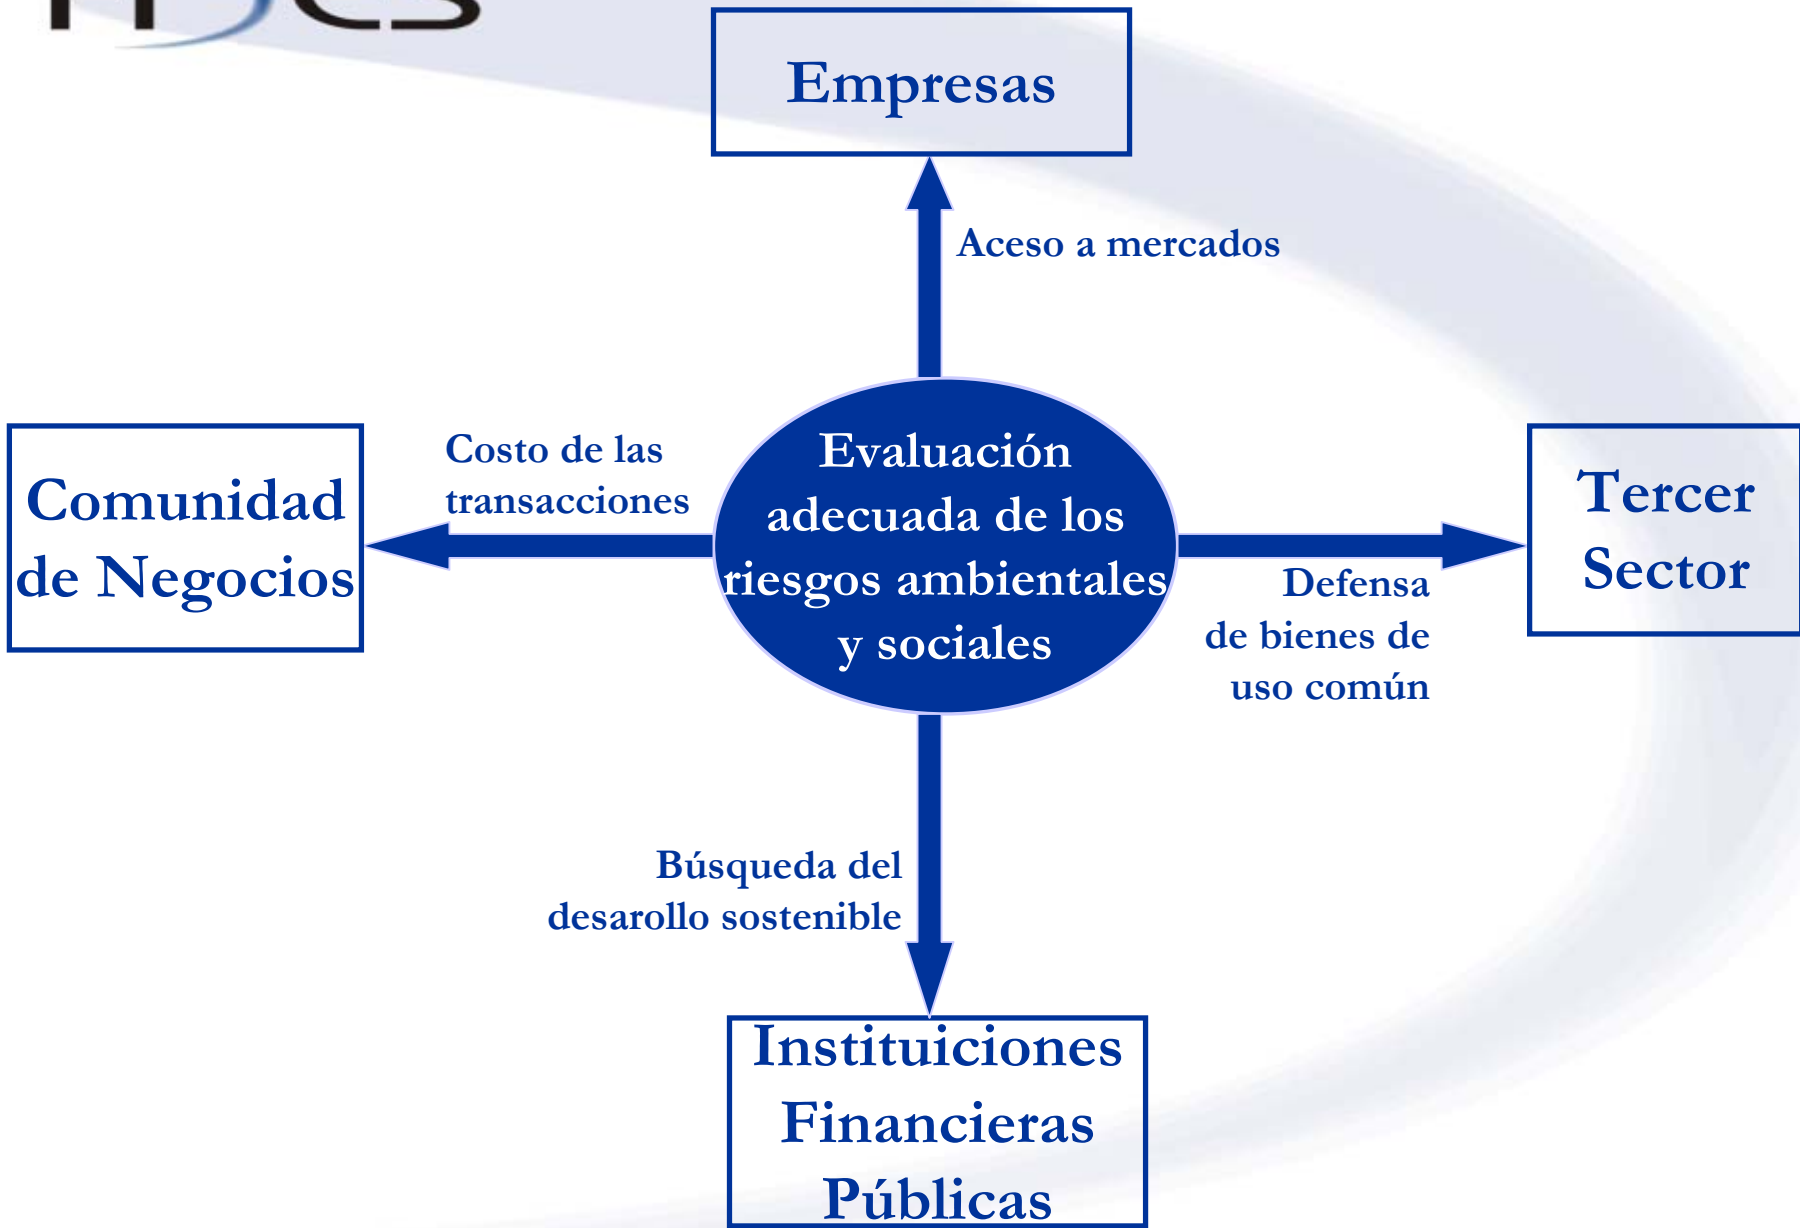 Empresas
Aceso a mercados
Comunidad
de Negocios
Costo de las
transacciones
Evaluación
adecuada de los
riesgos ambientales
y sociales
Tercer
Sector
Defensa
de bienes de
uso común
Búsqueda del
desarollo sostenible
Instituiciones
Financieras
Públicas